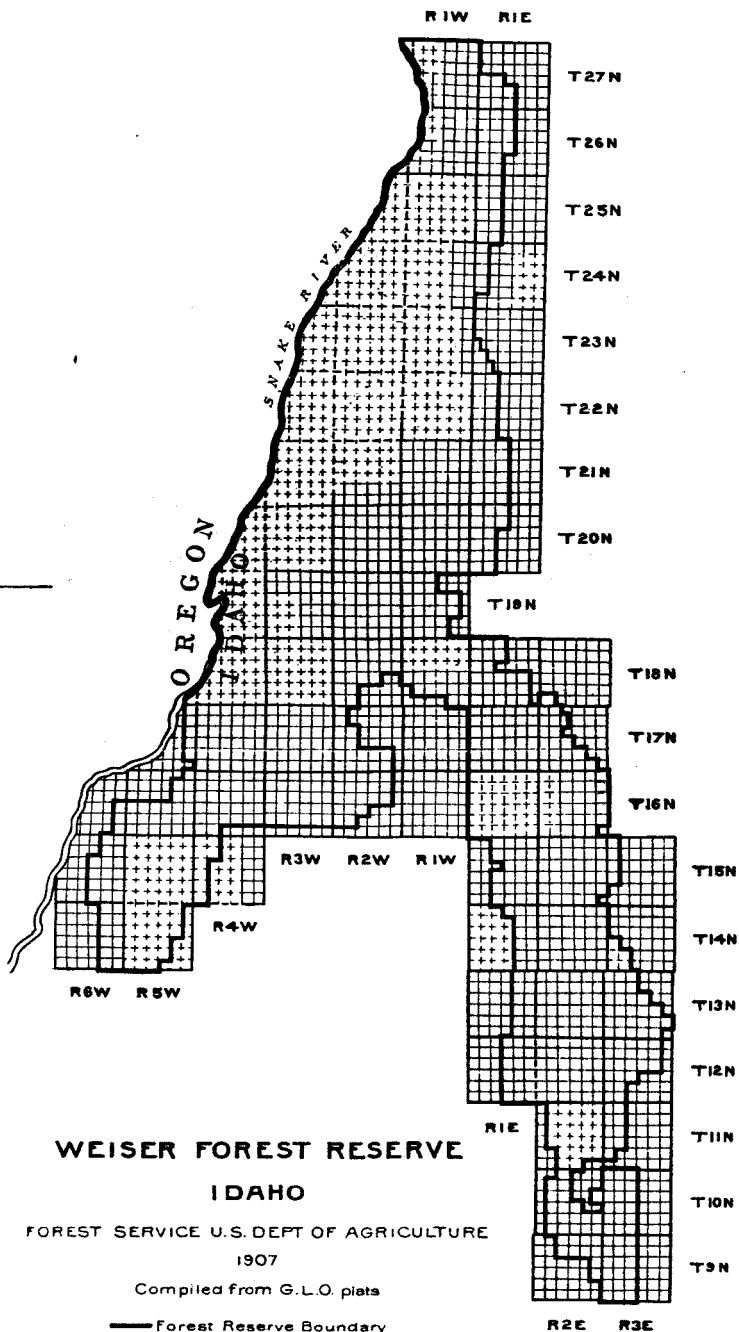 R1W R1E
T27N
T26N
T25N
T24N
SNAKE RIVER
T23N
T22N
T21N
T20N
OREGON
IDAHO
T19N
T18N
T17N
T16N
R3W R2W R1W
T15N
R4W
T14N
R6W R5W
T13N
T12N
R1E
T11N
T10N
T9N
R2E R3E
WEISER FOREST RESERVE
IDAHO
FOREST SERVICE U.S. DEPT OF AGRICULTURE
1907
Compiled from G.L.O. plats
Forest Reserve Boundary